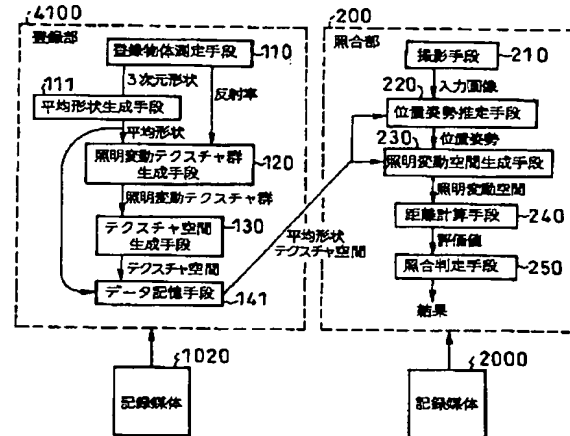 4100
登録部
登録物体測定手段
110
111
3次元形状
反射率
平均形状生成手段
平均形状
照明変動テクスチャ群
生成手段
120
照明変動テクスチャ群
テクスチャ空間
生成手段
130
テクスチャ空間
データ記憶手段
141
平均形状
テクスチャ空間
1020
記録媒体
200
照合部
撮影手段
210
220
入力画像
位置姿勢推定手段
230
位置姿勢
照明変動空間生成手段
照明変動空間
距離計算手段
240
評価値
照合判定手段
250
結果
2000
記録媒体